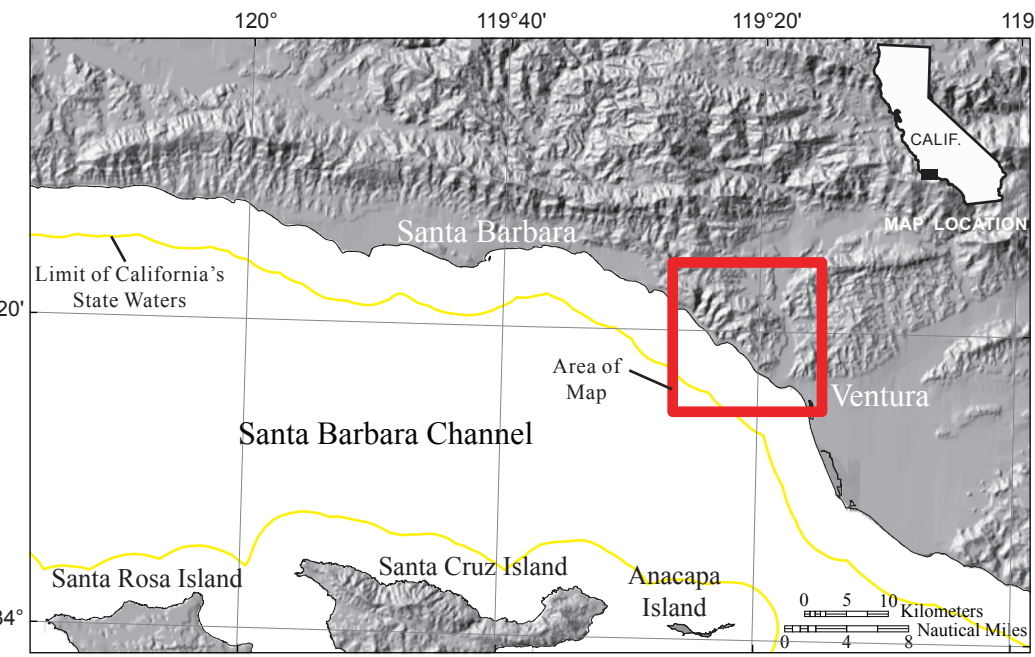 120°
119°40'
119°20'
119
CALIF.
MAP LOCATION
Santa Barbara
Limit of California's
State Waters
20'
Area of
Map
Ventura
Santa Barbara Channel
Santa Rosa Island
Santa Cruz Island
Anacapa
Island
0 5 10 Kilometers
0 4 8 Nautical Miles
34°